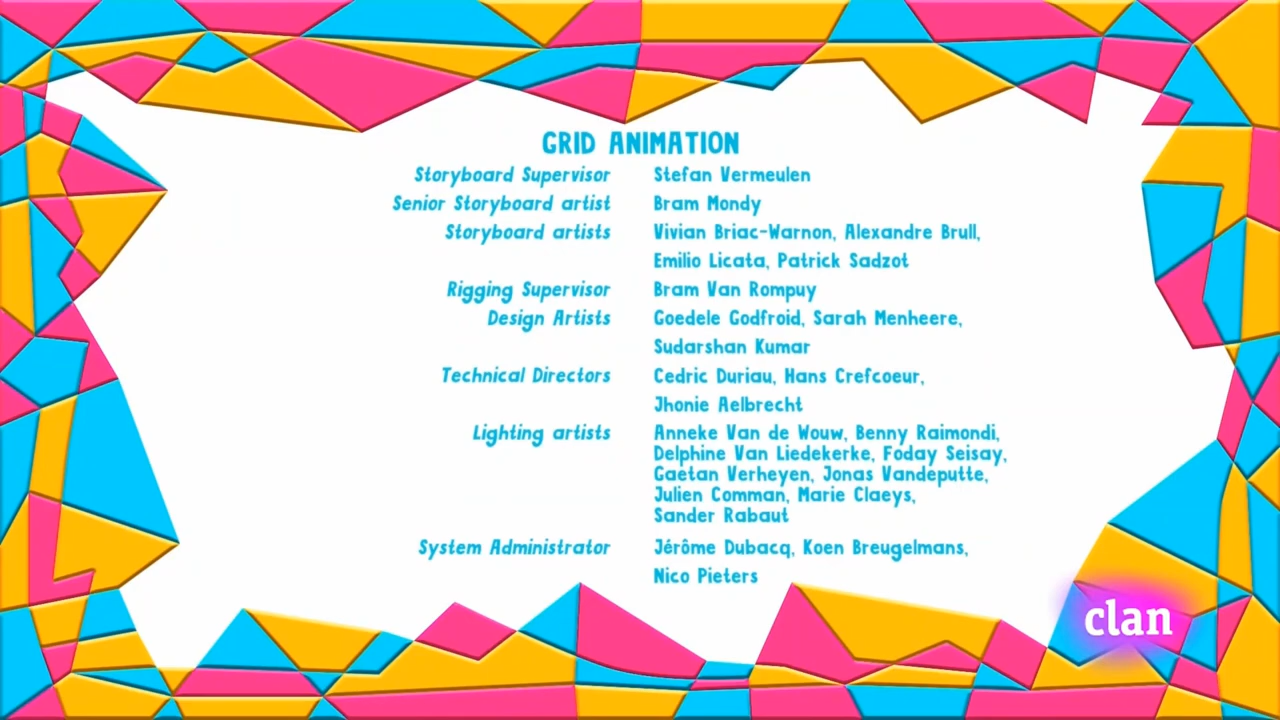 GRID ANIMATION
Storyboard Supervisor Stefan Vermeulen
Senior Storyboard artist Bram Mondy
Storyboard artists Vivian Briac-Warnon, Alexandre Brull,
Emilio Licata, Patrick Sadzot
Rigging Supervisor Bram Van Rompuy
Design Artists Goedele Godfroid, Sarah Menheere,
Sudarshan Kumar
Technical Directors Cedric Duriau, Hans Crefcoeur,
Jhonie Aelbrecht
Lighting artists Anneke Van de Wouw, Benny Raimondi,
Delphine Van Liedekerke, Foday Seisay,
Gaetan Verheyen, Jonas Vandeputte,
Julien Comman, Marie Claeys,
Sander Rabaut
System Administrator Jérôme Dubacq, Koen Breugelmans,
Nico Pieters
clan